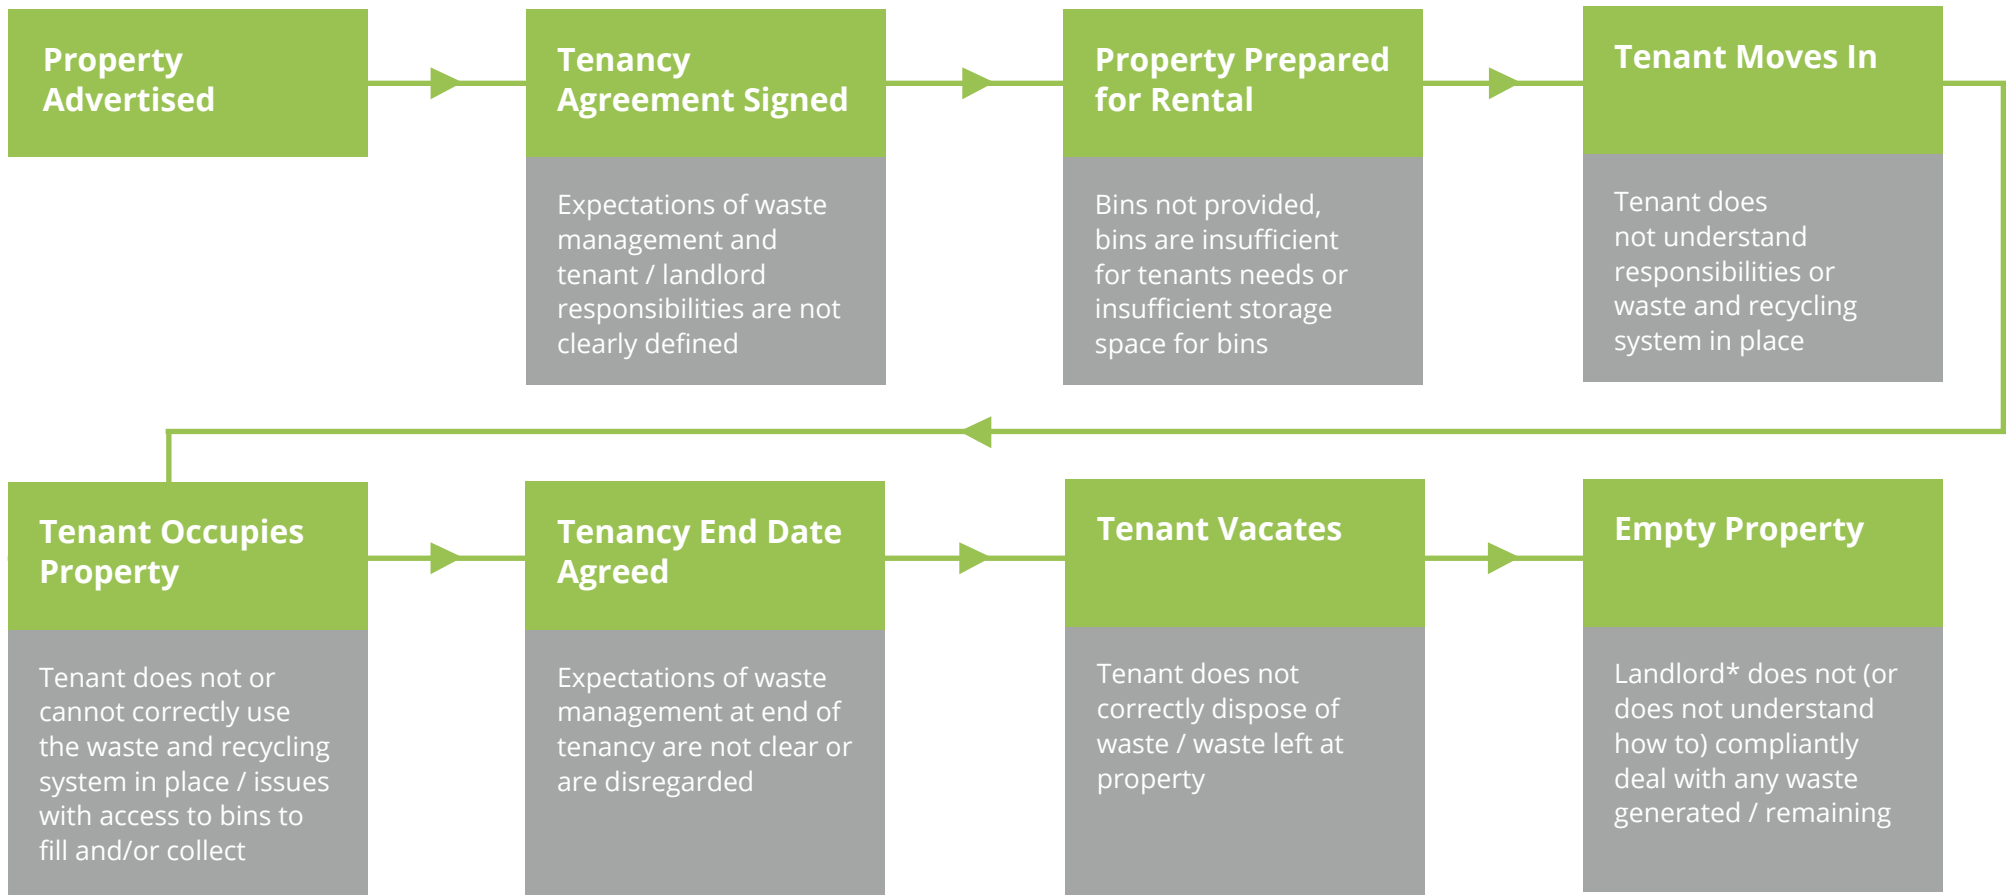 Property
Advertised
Tenancy
Agreement Signed
Expectations of waste
management and
tenant / landlord
responsibilities are not
clearly defined
Property Prepared
for Rental
Bins not provided,
bins are insufficient
for tenants needs or
insufficient storage
space for bins
Tenant Moves In
Tenant does
not understand
responsibilities or
waste and recycling
system in place
Tenant Occupies
Property
Tenant does not or
cannot correctly use
the waste and recycling
system in place / issues
with access to bins to
fill and/or collect
Tenancy End Date
Agreed
Expectations of waste
management at end of
tenancy are not clear or
are disregarded
Tenant Vacates
Tenant does not
correctly dispose of
waste / waste left at
property
Empty Property
Landlord* does not (or
does not understand
how to) compliantly
deal with any waste
generated / remaining